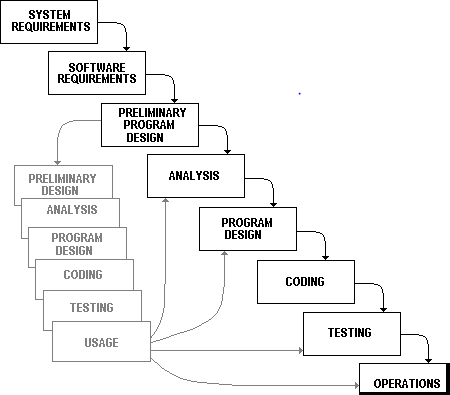 SYSTEM
REQUIREMENTS
SOFTWARE
REQUIREMENTS
PRELIMINARY
PROGRAM
DESIGN
ANALYSIS
PROGRAM
DESIGN
CODING
TESTING
OPERATIONS
PRELIMINARY
DESIGN
ANALYSIS
PROGRAM
DESIGN
CODING
TESTING
USAGE